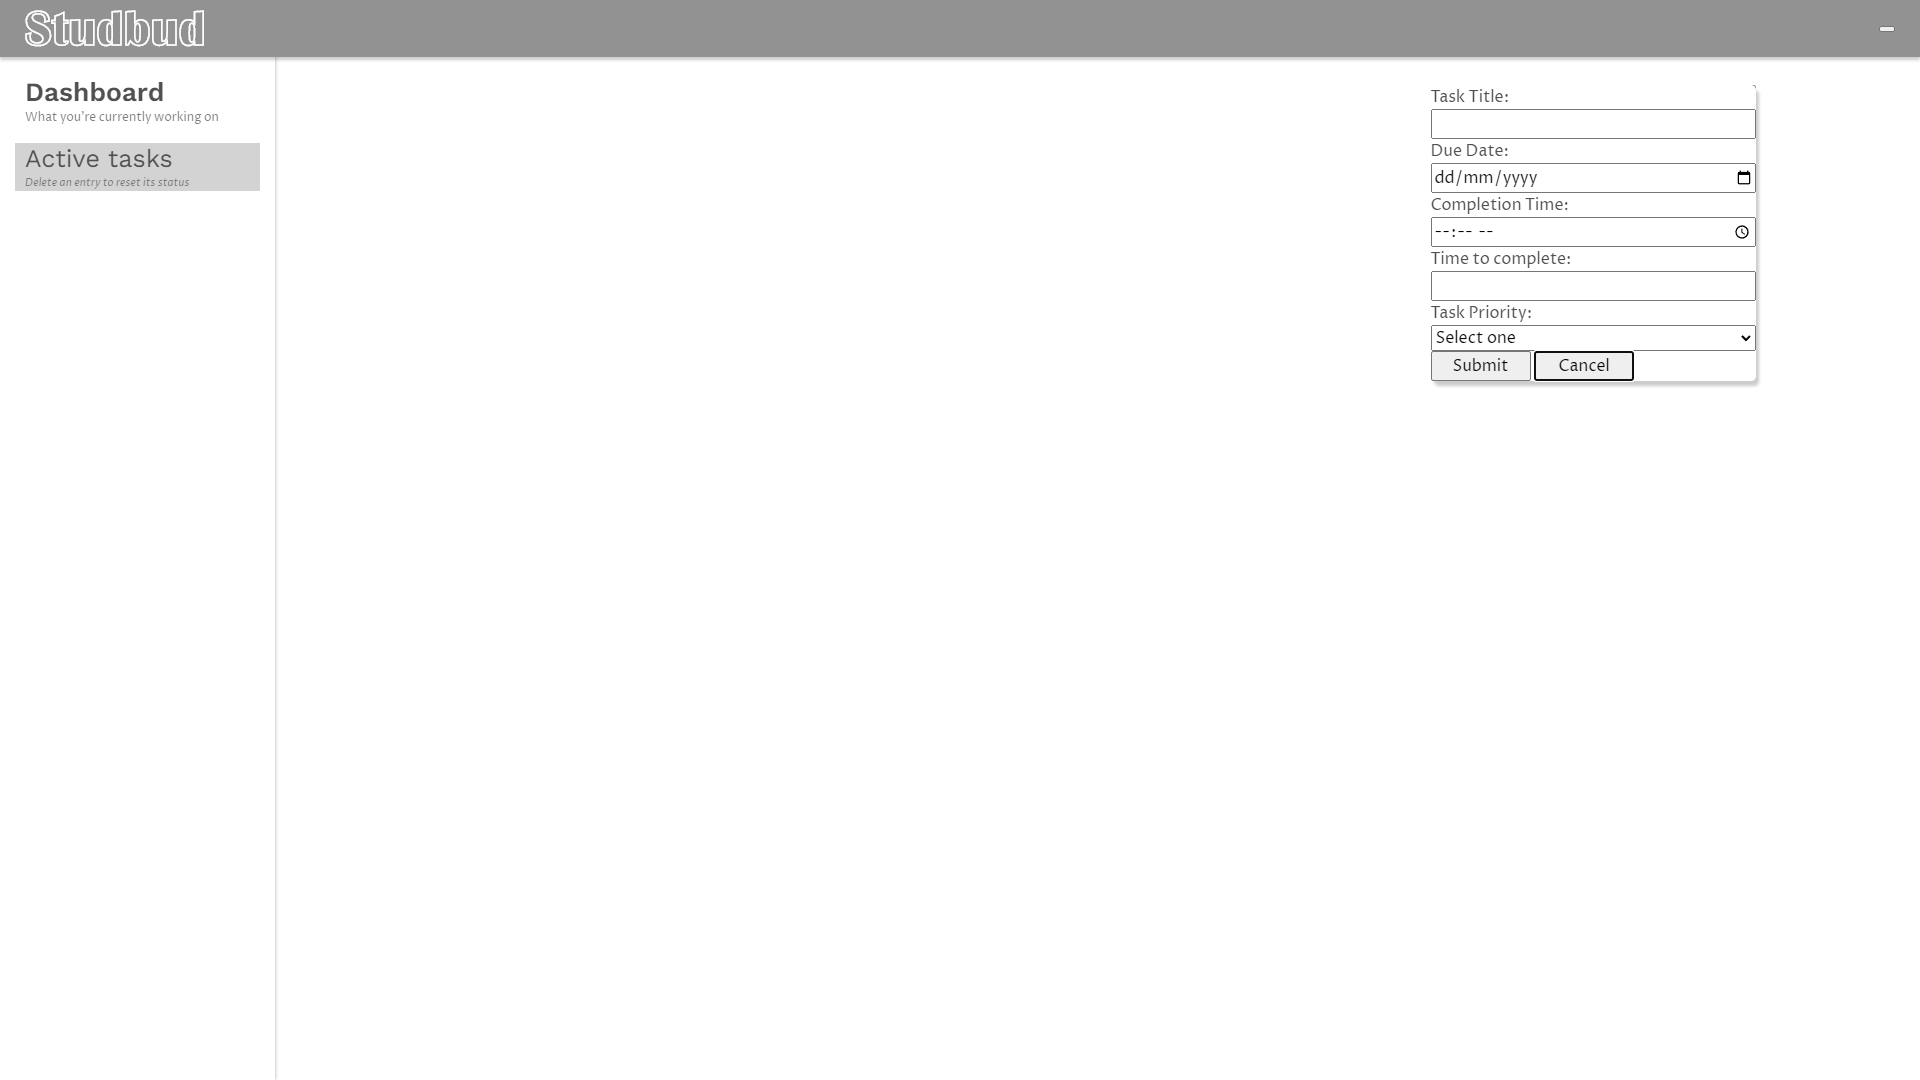 Studbud
Dashboard
What you're currently working on
Active tasks
Delete an entry to reset its status
Task Title:
Due Date:
dd/mm/yyyy
Completion Time:
--:-- --
Time to complete:
Task Priority:
Select one
Submit
Cancel